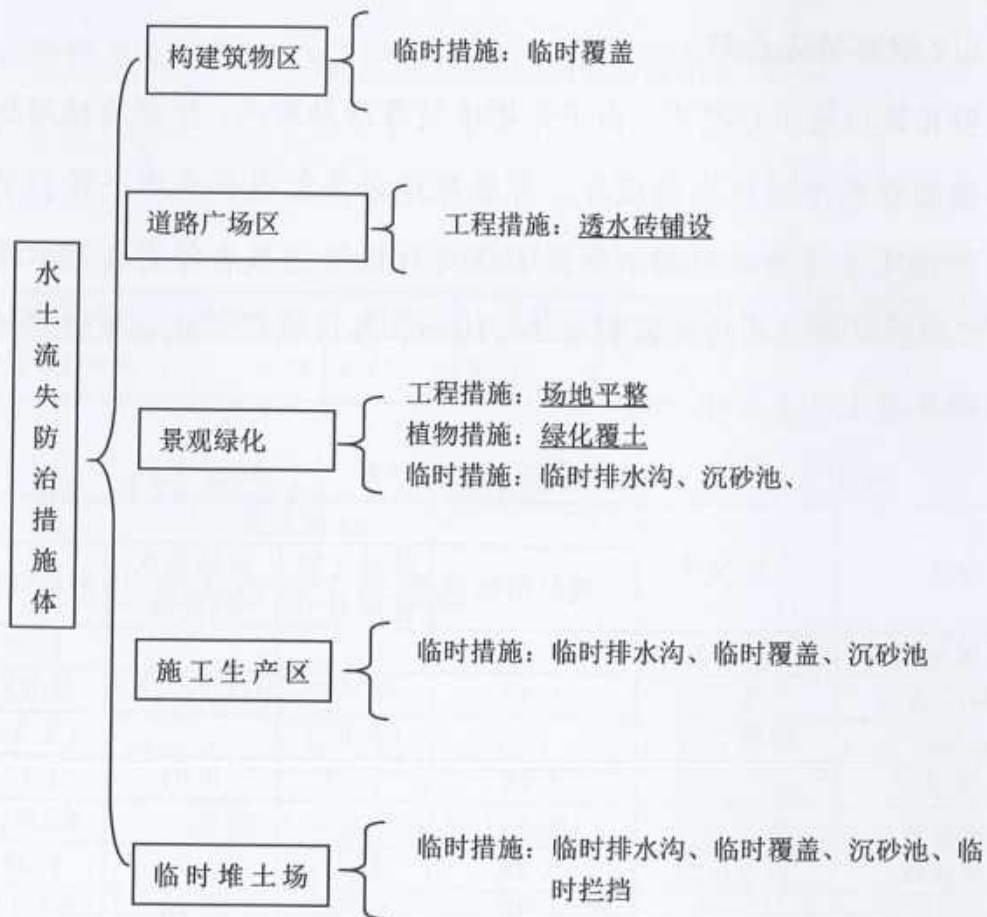 水土流失防治措施体
构建筑物区
临时措施：临时覆盖
道路广场区
工程措施：透水砖铺设
景观绿化
工程措施：场地平整
植物措施：绿化覆土
临时措施：临时排水沟、沉砂池、
施工生产区
临时措施：临时排水沟、临时覆盖、沉砂池
临时堆土场
临时措施：临时排水沟、临时覆盖、沉砂池、临
时拦挡